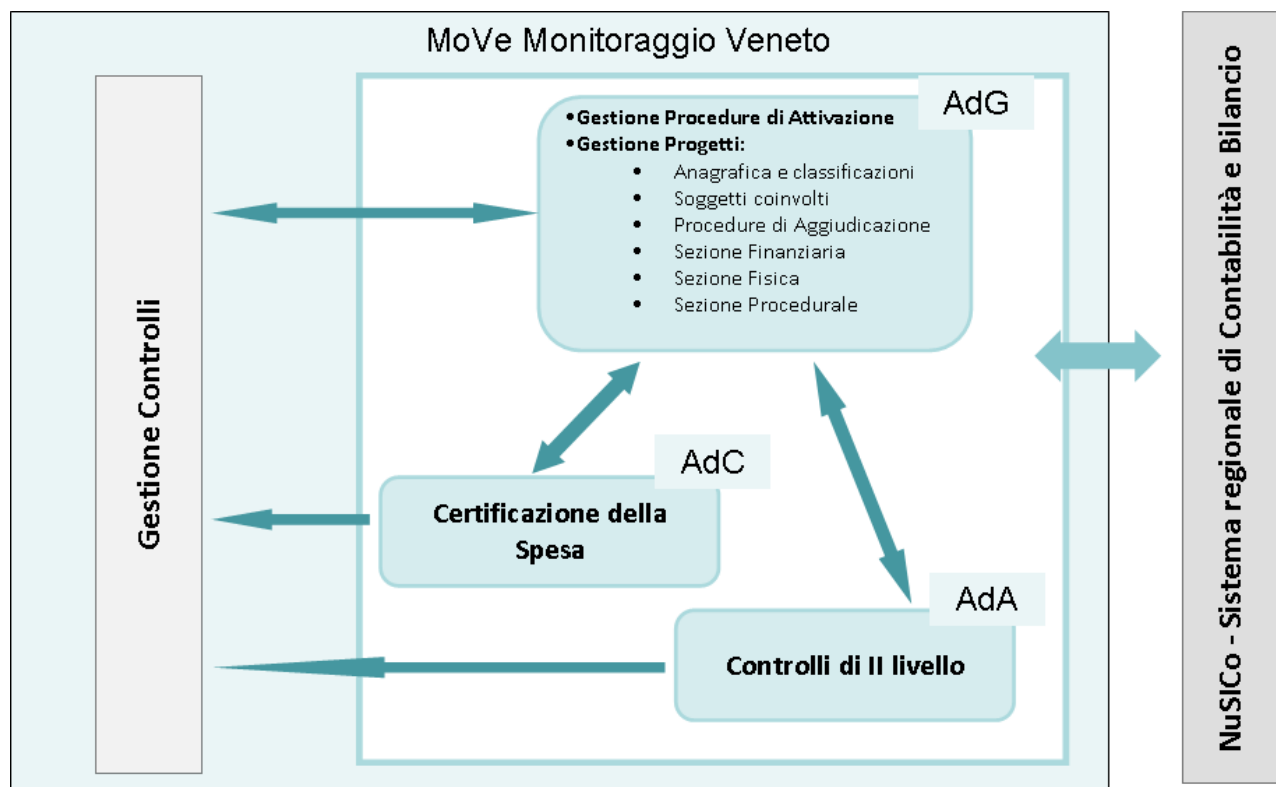 MoVe Monitoraggio Veneto
AdG
•Gestione Procedure di Attivazione
•Gestione Progetti:
• Anagrafica e classificazioni
• Soggetti coinvolti
• Procedure di Aggiudicazione
• Sezione Finanziaria
• Sezione Fisica
• Sezione Procedurale
Gestione Controlli
AdC
Certificazione della
Spesa
AdA
Controlli di II livello
NuSICo - Sistema regionale di Contabilità e Bilancio